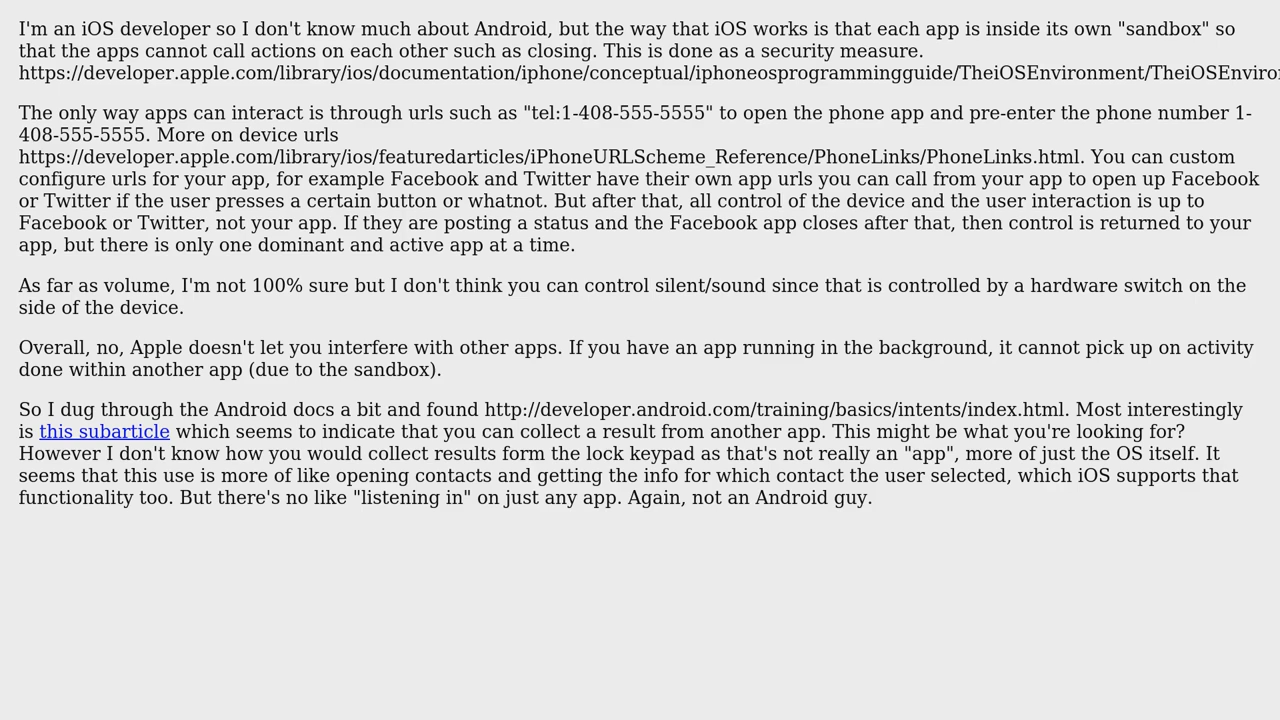 I'm an iOS developer so I don't know much about Android, but the way that iOS works is that each app is inside its own "sandbox" so
that the apps cannot call actions on each other such as closing. This is done as a security measure.
https://developer.apple.com/library/ios/documentation/iphone/conceptual/iphoneosprogrammingguide/TheiOSEnvironment/TheiOSEnviro
The only way apps can interact is through urls such as "tel:1-408-555-5555" to open the phone app and pre-enter the phone number 1-
408-555-5555. More on device urls
https://developer.apple.com/library/ios/featuredarticles/iPhoneURLScheme_Reference/PhoneLinks/PhoneLinks.html. You can custom
configure urls for your app, for example Facebook and Twitter have their own app urls you can call from your app to open up Facebook
or Twitter if the user presses a certain button or whatnot. But after that, all control of the device and the user interaction is up to
Facebook or Twitter, not your app. If they are posting a status and the Facebook app closes after that, then control is returned to your
app, but there is only one dominant and active app at a time.
As far as volume, I'm not 100% sure but I don't think you can control silent/sound since that is controlled by a hardware switch on the
side of the device.
Overall, no, Apple doesn't let you interfere with other apps. If you have an app running in the background, it cannot pick up on activity
done within another app (due to the sandbox).
So I dug through the Android docs a bit and found http://developer.android.com/training/basics/intents/index.html. Most interestingly
is this subarticle which seems to indicate that you can collect a result from another app. This might be what you're looking for?
However I don't know how you would collect results form the lock keypad as that's not really an "app", more of just the OS itself. It
seems that this use is more of like opening contacts and getting the info for which contact the user selected, which iOS supports that
functionality too. But there's no like "listening in" on just any app. Again, not an Android guy.